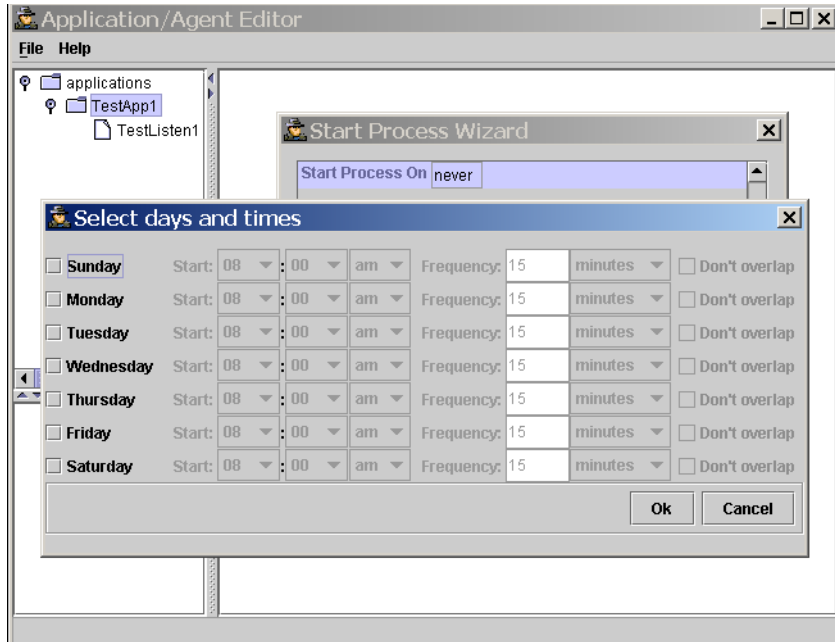 Application/Agent Editor
File Help
applications
TestApp1
TestListen1
Start Process Wizard
Start Process On never
Select days and times
Sunday Start: 08 : 00 am Frequency: 15 minutes Don't overlap
Monday Start: 08 : 00 am Frequency: 15 minutes Don't overlap
Tuesday Start: 08 : 00 am Frequency: 15 minutes Don't overlap
Wednesday Start: 08 : 00 am Frequency: 15 minutes Don't overlap
Thursday Start: 08 : 00 am Frequency: 15 minutes Don't overlap
Friday Start: 08 : 00 am Frequency: 15 minutes Don't overlap
Saturday Start: 08 : 00 am Frequency: 15 minutes Don't overlap
Ok Cancel